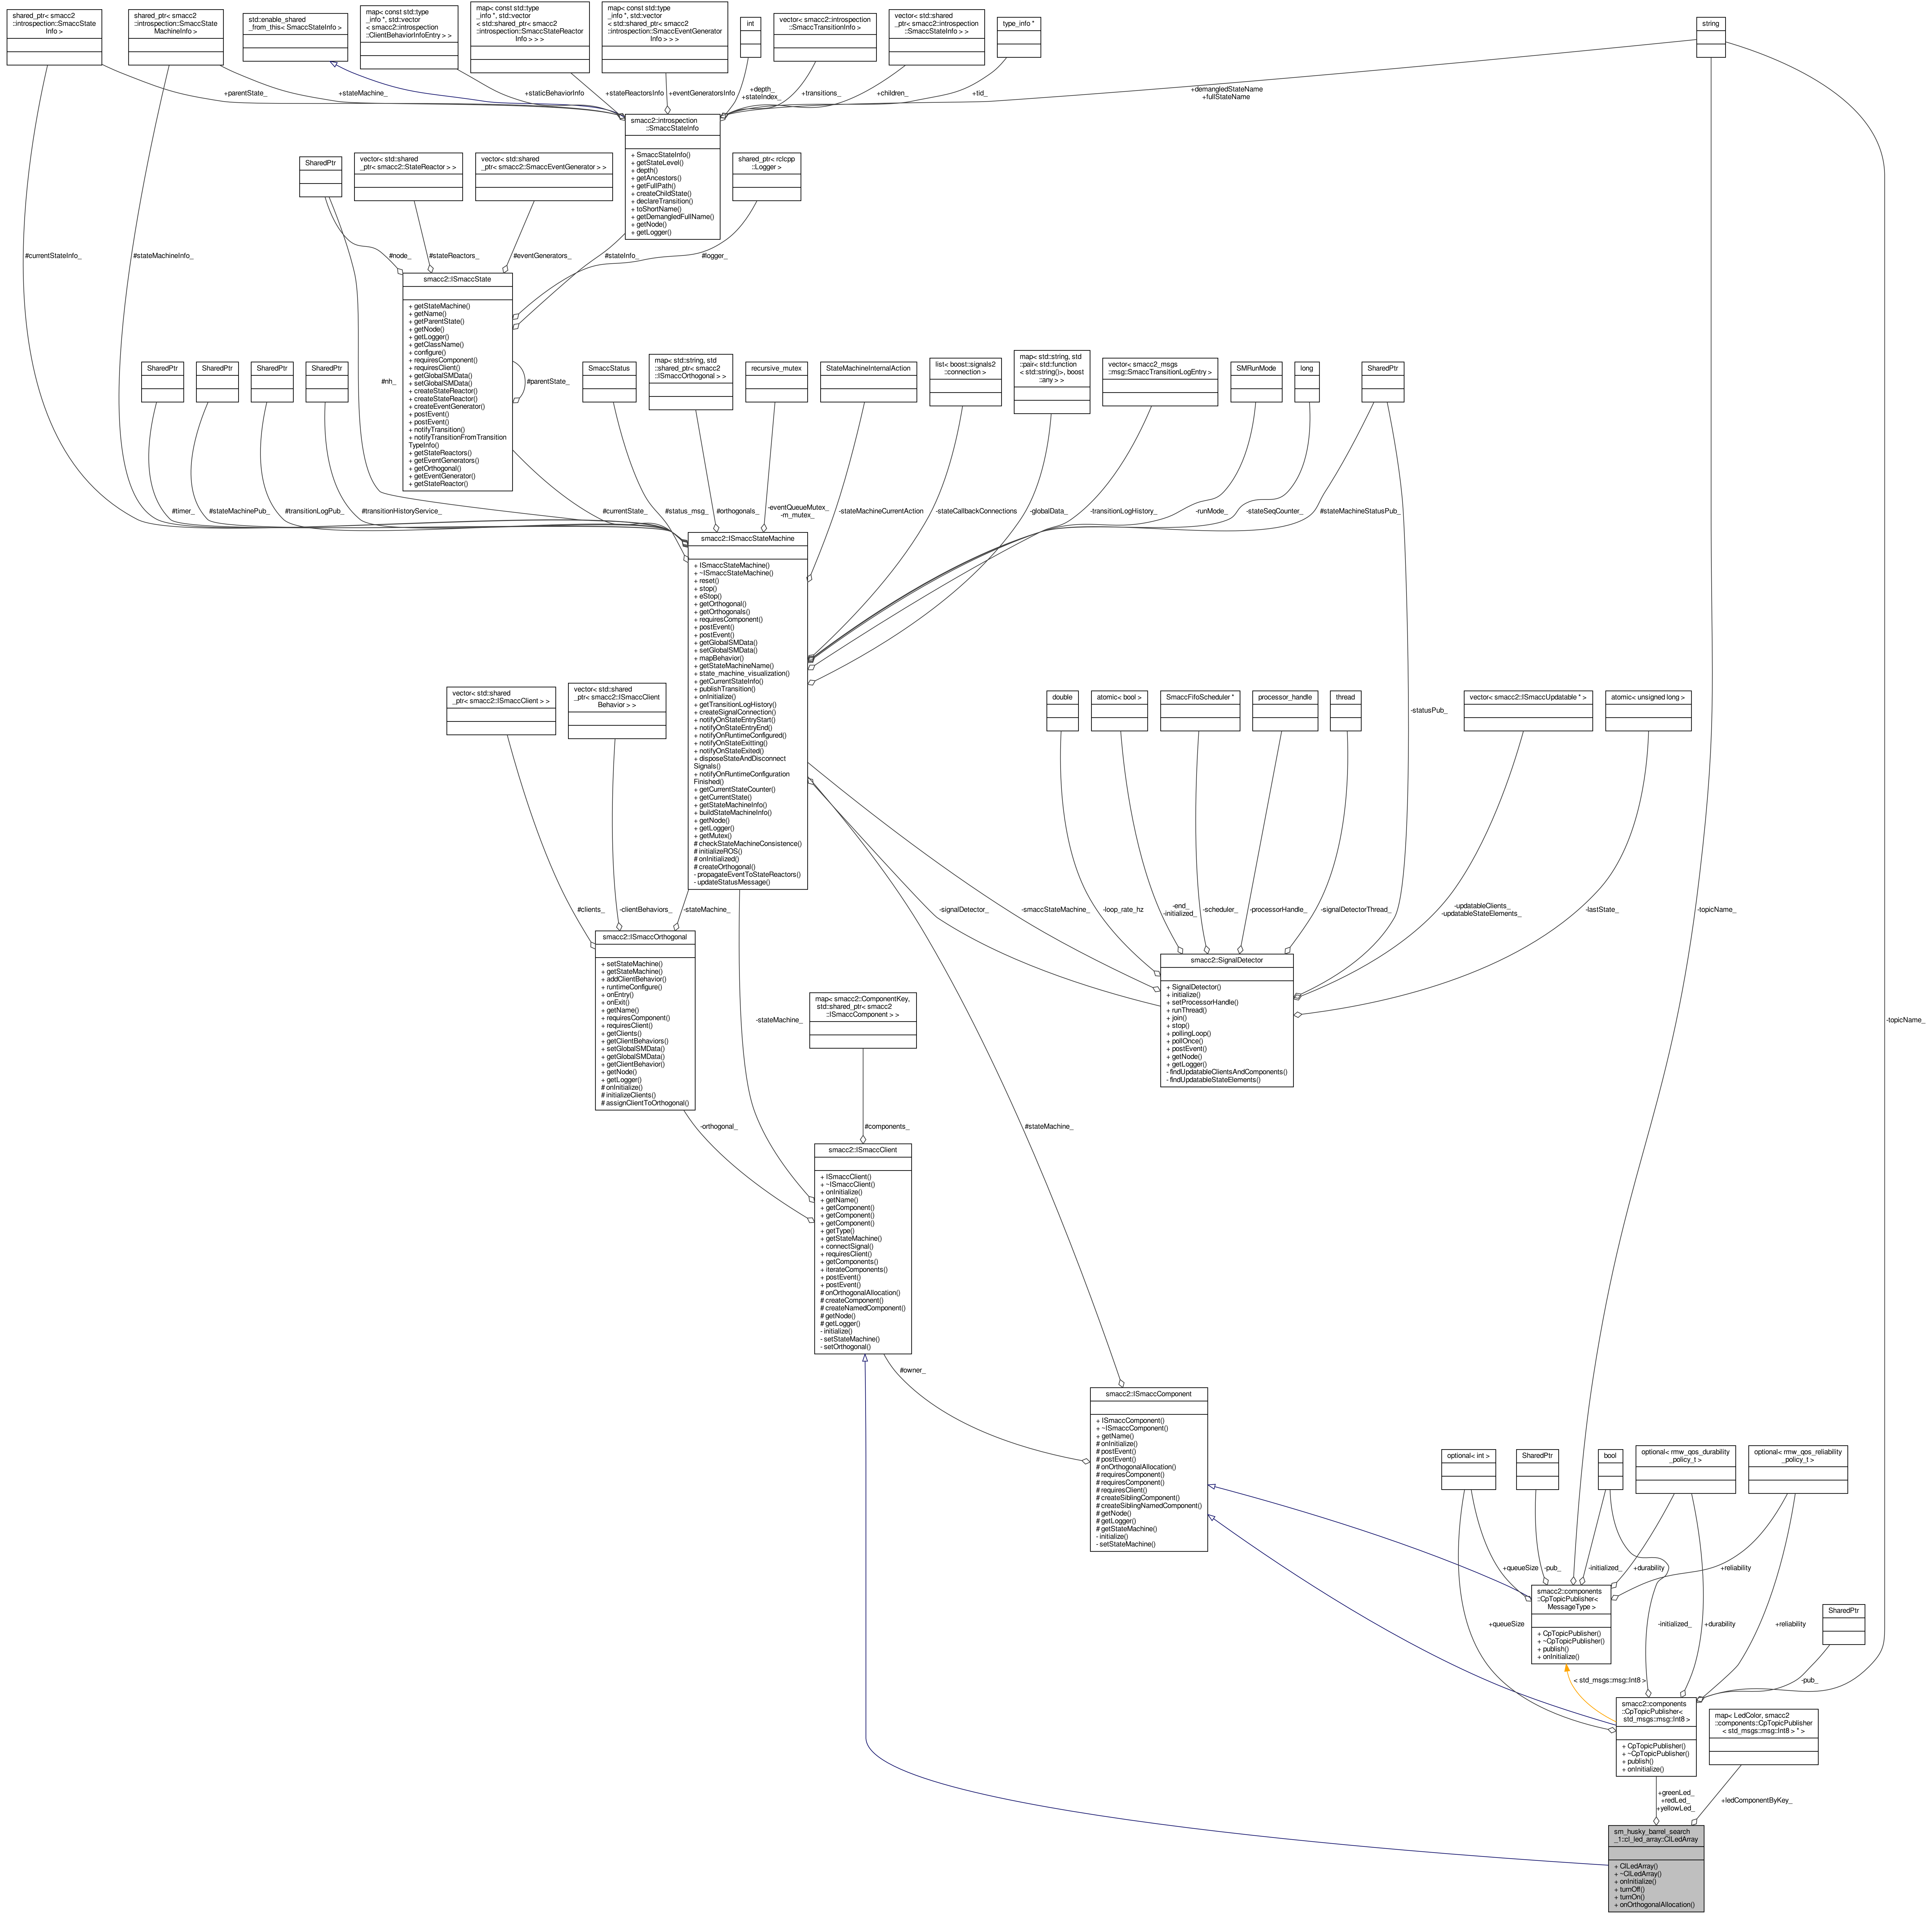 shared_ptr< smacc2
::introspection::SmaccState
Info >
shared_ptr< smacc2
::introspection::SmaccState
MachineInfo >
std::enable_shared
_from_this< SmaccStateInfo >
map< const std::type
_info *, std::vector
< smacc2::introspection
::ClientBehaviorInfoEntry > >
map< const std::type
_info *, std::vector
< std::shared_ptr< smacc2
::introspection::SmaccStateReactor
Info > > >
map< const std::type
_info *, std::vector
< std::shared_ptr< smacc2
::introspection::SmaccEventGenerator
Info > > >
int
vector< smacc2::introspection
::SmaccTransitionInfo >
vector< std::shared
_ptr< smacc2::introspection
::SmaccStateInfo > >
type_info *
string
+parentState_
+stateMachine_
+staticBehaviorInfo
+stateReactorsInfo
+eventGeneratorsInfo
+depth_
+stateIndex_
+transitions_
+children_
+tid_
+demangledStateName
+fullStateName
smacc2::introspection
::SmaccStateInfo
+ SmaccStateInfo()
+ getStateLevel()
+ depth()
+ getAncestors()
+ getFullPath()
+ createChildState()
+ declareTransition()
+ toShortName()
+ getDemangledFullName()
+ getNode()
+ getLogger()
SharedPtr
vector< std::shared
_ptr< smacc2::StateReactor > >
vector< std::shared
_ptr< smacc2::SmaccEventGenerator > >
shared_ptr< rclcpp
::Logger >
#currentStateInfo_
#stateMachineInfo_
#node_
#stateReactors_
#eventGenerators_
#stateInfo_
#logger_
smacc2::ISmaccState
+ getStateMachine()
+ getName()
+ getParentState()
+ getNode()
+ getLogger()
+ getClassName()
+ configure()
+ requiresComponent()
+ requiresClient()
+ getGlobalSMData()
+ setGlobalSMData()
+ createStateReactor()
+ createStateReactor()
+ createEventGenerator()
+ postEvent()
+ postEvent()
+ notifyTransition()
+ notifyTransitionFromTransition
TypeInfo()
+ getStateReactors()
+ getEventGenerators()
+ getOrthogonal()
+ getEventGenerator()
+ getStateReactor()
#parentState_
#nh_
SharedPtr
SharedPtr
SharedPtr
SharedPtr
SmaccStatus
map< std::string, std
::shared_ptr< smacc2
::ISmaccOrthogonal > >
recursive_mutex
StateMachineInternalAction
list< boost::signals2
::connection >
map< std::string, std
::pair< std::function
< std::string()>, boost
::any > >
vector< smacc2_msgs
::msg::SmaccTransitionLogEntry >
SMRunMode
long
SharedPtr
#timer_
#stateMachinePub_
#transitionLogPub_
#transitionHistoryService_
#currentState_
#status_msg_
#orthogonals_
-eventQueueMutex_
-m_mutex_
-stateMachineCurrentAction
-stateCallbackConnections
-globalData_
-transitionLogHistory_
-runMode_
-stateSeqCounter_
#stateMachineStatusPub_
smacc2::ISmaccStateMachine
+ ISmaccStateMachine()
+ ~ISmaccStateMachine()
+ reset()
+ stop()
+ eStop()
+ getOrthogonal()
+ getOrthogonals()
+ requiresComponent()
+ postEvent()
+ postEvent()
+ getGlobalSMData()
+ setGlobalSMData()
+ mapBehavior()
+ getStateMachineName()
+ state_machine_visualization()
+ getCurrentStateInfo()
+ publishTransition()
+ onInitialize()
+ getTransitionLogHistory()
+ createSignalConnection()
+ notifyOnStateEntryStart()
+ notifyOnStateEntryEnd()
+ notifyOnRuntimeConfigured()
+ notifyOnStateExitting()
+ notifyOnStateExited()
+ disposeStateAndDisconnect
Signals()
+ notifyOnRuntimeConfiguration
Finished()
+ getCurrentStateCounter()
+ getCurrentState()
+ getStateMachineInfo()
+ buildStateMachineInfo()
+ getNode()
+ getLogger()
+ getMutex()
# checkStateMachineConsistence()
# initializeROS()
# onInitialized()
# createOrthogonal()
- propagateEventToStateReactors()
- updateStatusMessage()
vector< std::shared
_ptr< smacc2::ISmaccClient > >
vector< std::shared
_ptr< smacc2::ISmaccClient
Behavior > >
double
atomic< bool >
SmaccFifoScheduler *
processor_handle
thread
vector< smacc2::ISmaccUpdatable * >
atomic< unsigned long >
-statusPub_
#clients_
-clientBehaviors_
-stateMachine_
-signalDetector_
-smaccStateMachine_
-loop_rate_hz
-end_
-initialized_
-scheduler_
-processorHandle_
-signalDetectorThread_
-updatableClients_
-updatableStateElements_
-lastState_
-topicName_
smacc2::ISmaccOrthogonal
+ setStateMachine()
+ getStateMachine()
+ addClientBehavior()
+ runtimeConfigure()
+ onEntry()
+ onExit()
+ getName()
+ requiresComponent()
+ requiresClient()
+ getClients()
+ getClientBehaviors()
+ setGlobalSMData()
+ getGlobalSMData()
+ getClientBehavior()
+ getNode()
+ getLogger()
# onInitialize()
# initializeClients()
# assignClientToOrthogonal()
smacc2::SignalDetector
+ SignalDetector()
+ initialize()
+ setProcessorHandle()
+ runThread()
+ join()
+ stop()
+ pollingLoop()
+ pollOnce()
+ postEvent()
+ getNode()
+ getLogger()
- findUpdatableClientsAndComponents()
- findUpdatableStateElements()
-stateMachine_
map< smacc2::ComponentKey,
std::shared_ptr< smacc2
::ISmaccComponent > >
-topicName_
-orthogonal_
#components_
#stateMachine_
smacc2::ISmaccClient
+ ISmaccClient()
+ ~ISmaccClient()
+ onInitialize()
+ getName()
+ getComponent()
+ getComponent()
+ getComponent()
+ getType()
+ getStateMachine()
+ connectSignal()
+ requiresClient()
+ getComponents()
+ iterateComponents()
+ postEvent()
+ postEvent()
# onOrthogonalAllocation()
# createComponent()
# createNamedComponent()
# getNode()
# getLogger()
- initialize()
- setStateMachine()
- setOrthogonal()
#owner_
smacc2::ISmaccComponent
+ ISmaccComponent()
+ ~ISmaccComponent()
+ getName()
# onInitialize()
# postEvent()
# postEvent()
# onOrthogonalAllocation()
# requiresComponent()
# requiresComponent()
# requiresClient()
# createSiblingComponent()
# createSiblingNamedComponent()
# getNode()
# getLogger()
# getStateMachine()
- initialize()
- setStateMachine()
optional< int >
SharedPtr
bool
optional< rmw_qos_durability
_policy_t >
optional< rmw_qos_reliability
_policy_t >
+queueSize
-pub_
-initialized_
+durability
+reliability
smacc2::components
::CpTopicPublisher<
MessageType >
+ CpTopicPublisher()
+ ~CpTopicPublisher()
+ publish()
+ onInitialize()
SharedPtr
+queueSize
-initialized_
+durability
+reliability
< std_msgs::msg::Int8 >
-pub_
smacc2::components
::CpTopicPublisher<
std_msgs::msg::Int8 >
+ CpTopicPublisher()
+ ~CpTopicPublisher()
+ publish()
+ onInitialize()
map< LedColor, smacc2
::components::CpTopicPublisher
< std_msgs::msg::Int8 > * >
+greenLed_
+redLed_
+yellowLed_
+ledComponentByKey_
sm_husky_barrel_search
_1::cl_led_array::ClLedArray
+ ClLedArray()
+ ~ClLedArray()
+ onInitialize()
+ turnOff()
+ turnOn()
+ onOrthogonalAllocation()